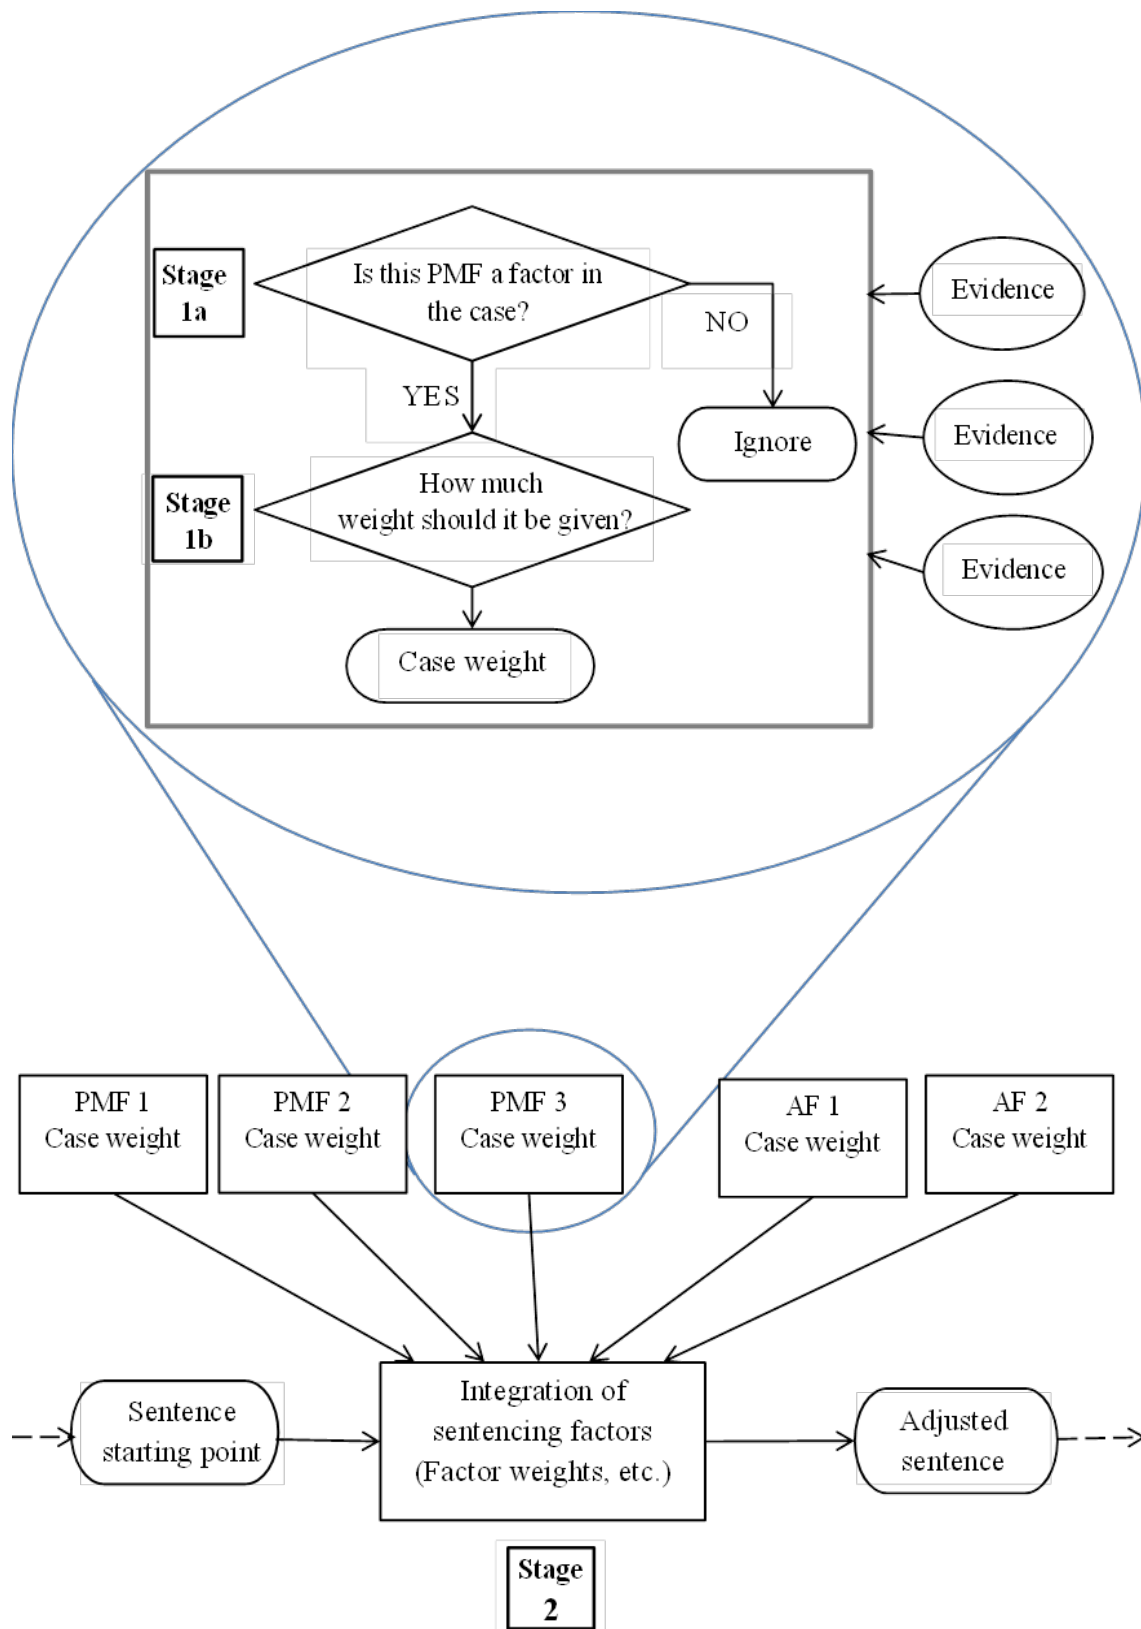 Stage
1a
Is this PMF a factor in
the case?
NO
YES
Ignore
Stage
1b
How much
weight should it be given?
Case weight
Evidence
Evidence
Evidence
PMF 1
Case weight
PMF 2
Case weight
PMF 3
Case weight
AF 1
Case weight
AF 2
Case weight
Sentence
starting point
Integration of
sentencing factors
(Factor weights, etc.)
Adjusted
sentence
Stage
2